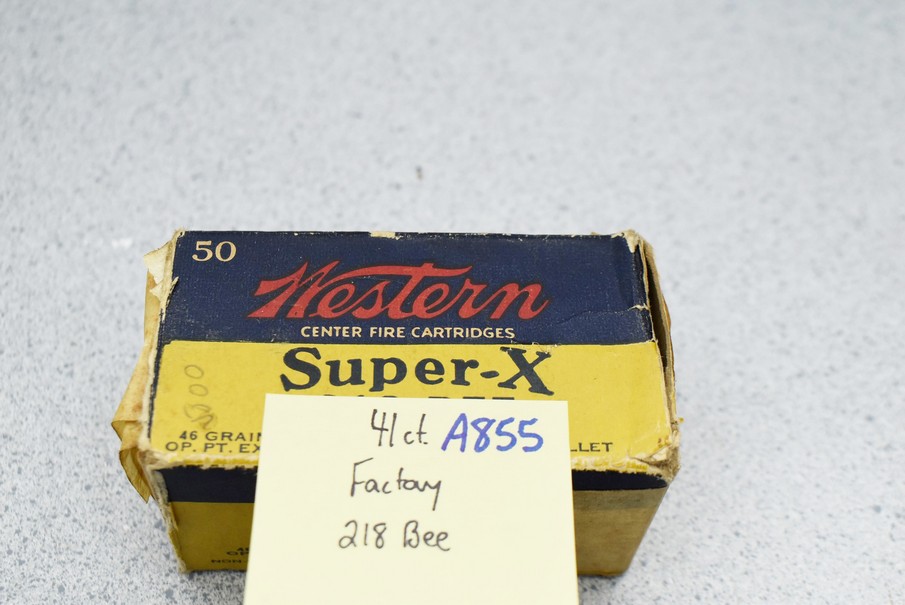 50
Western
CENTER FIRE CARTRIDGES
Super-X
46 GRAIN
OP. PT. EX
LLET
41 ct. A855
Factory
218 Bee